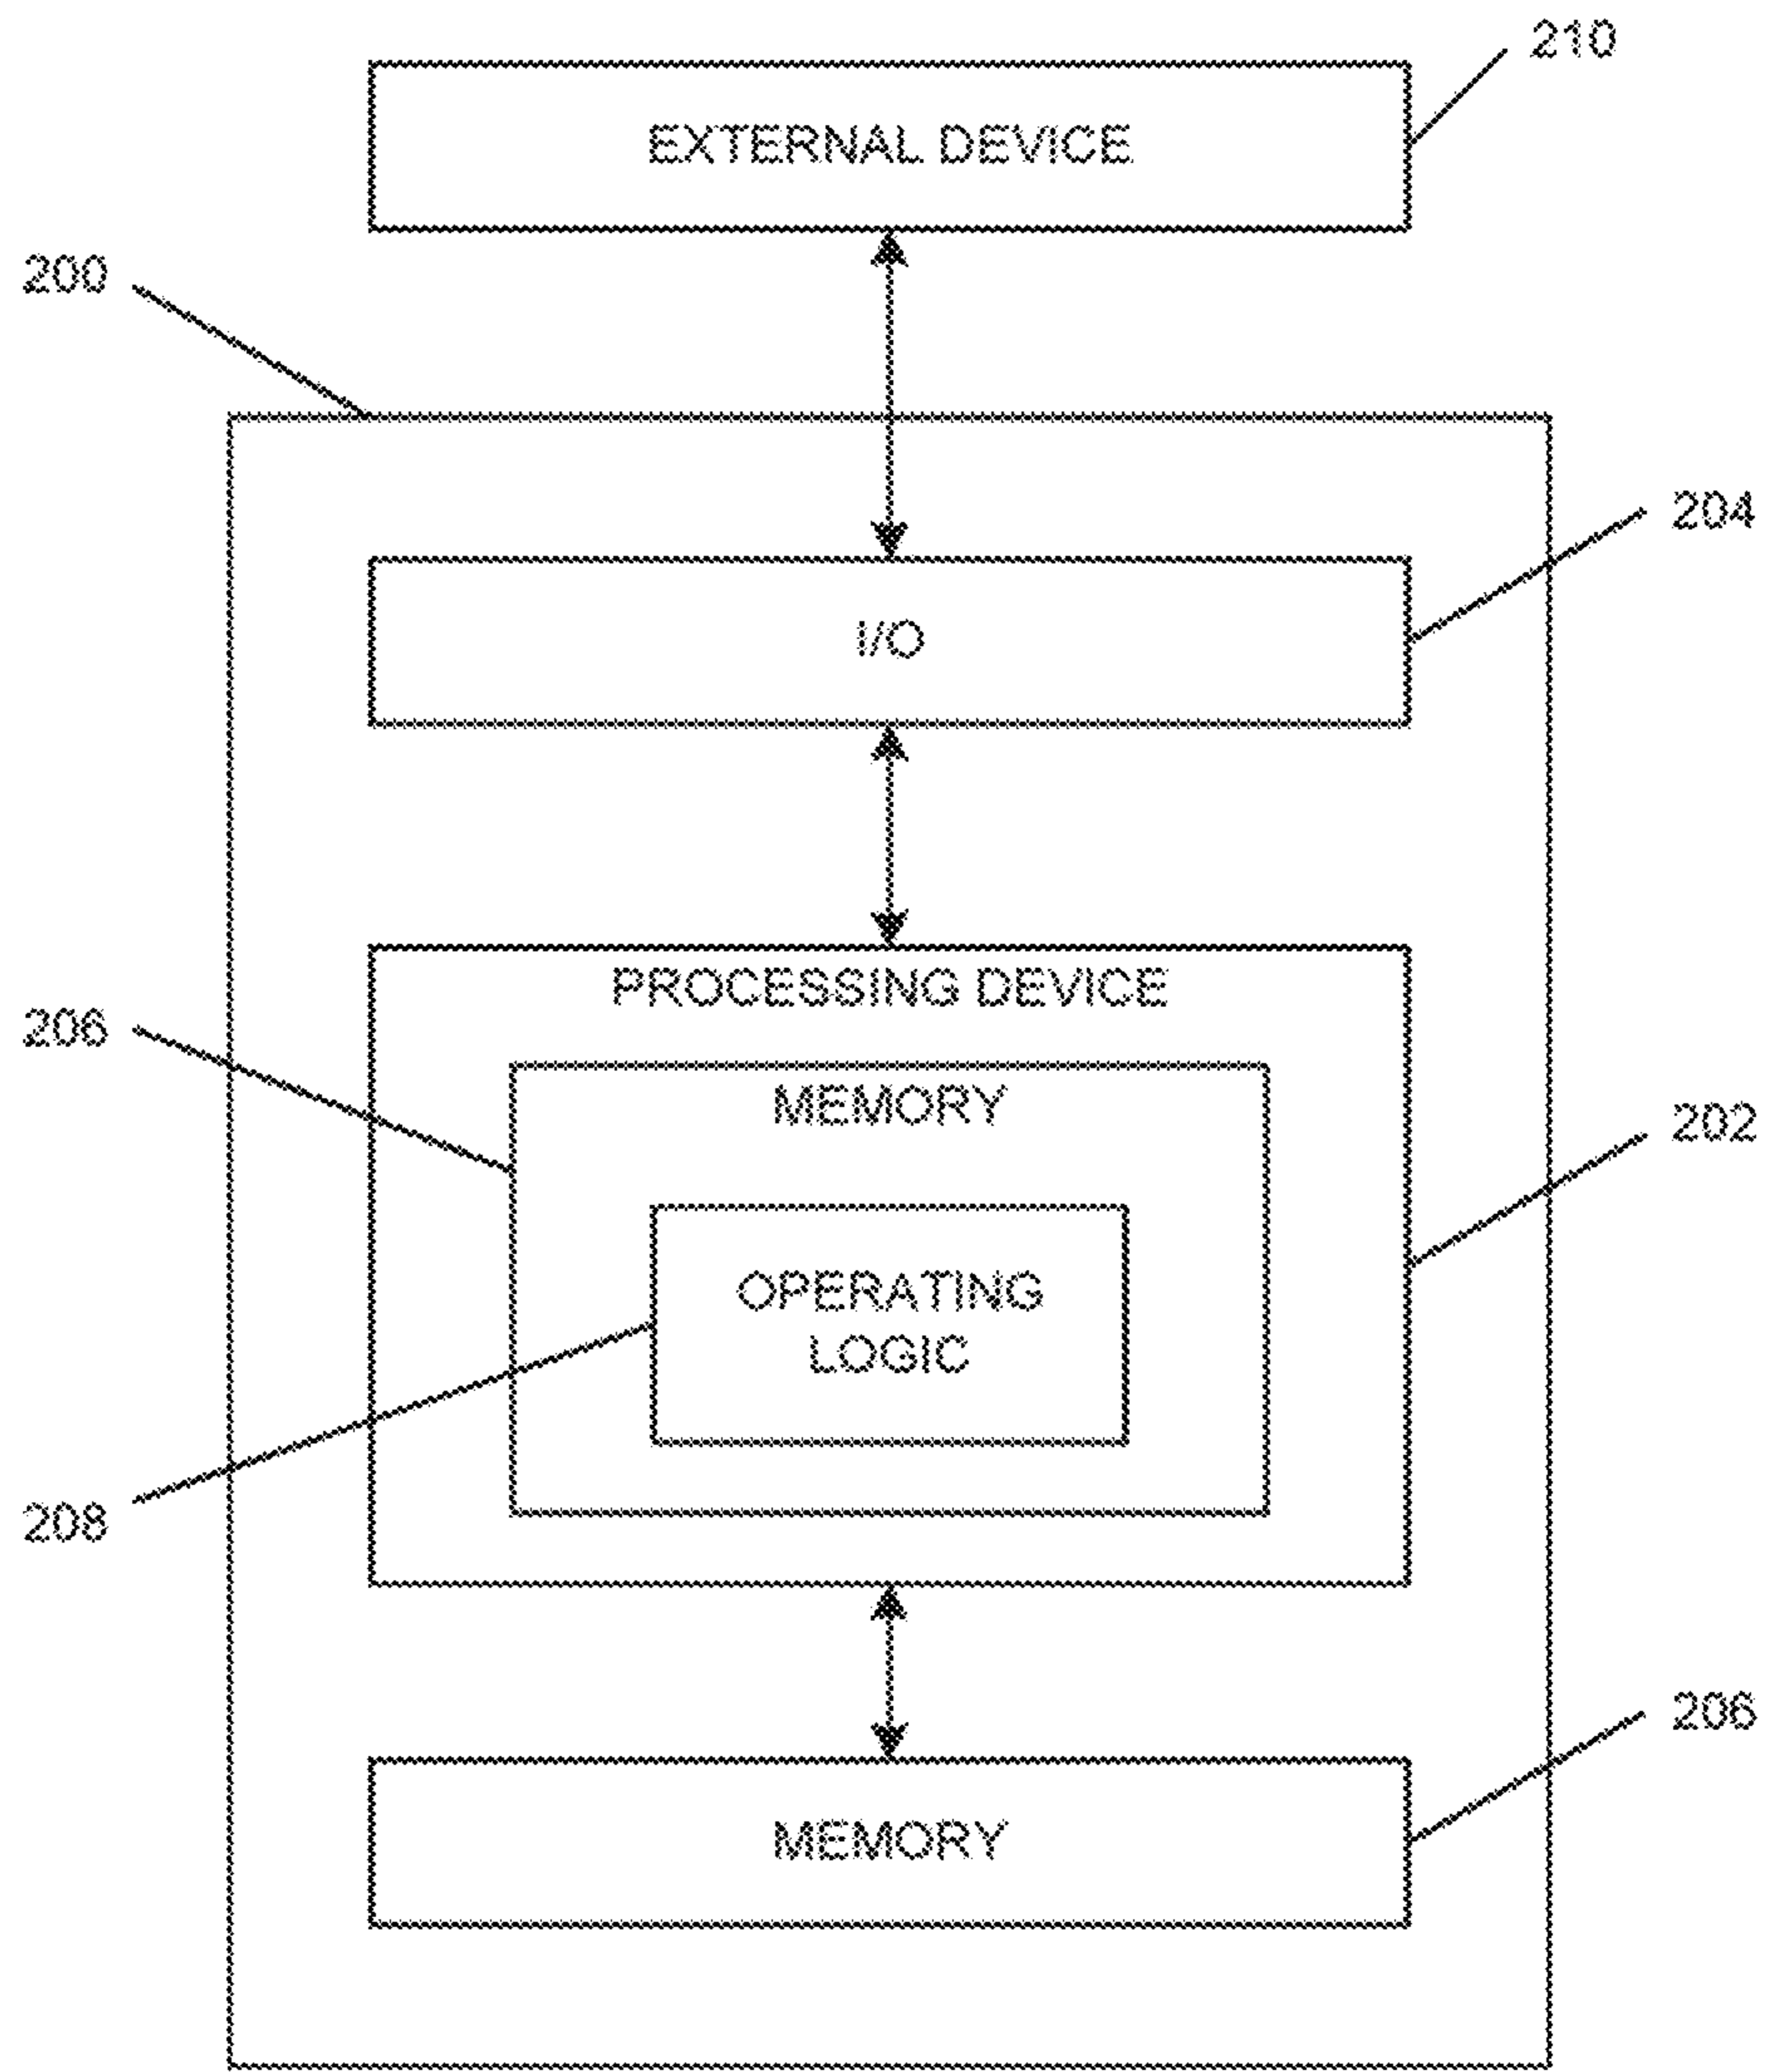 210
EXTERNAL DEVICE
200
204
I/O
PROCESSING DEVICE
206
MEMORY
202
OPERATING
LOGIC
208
206
MEMORY